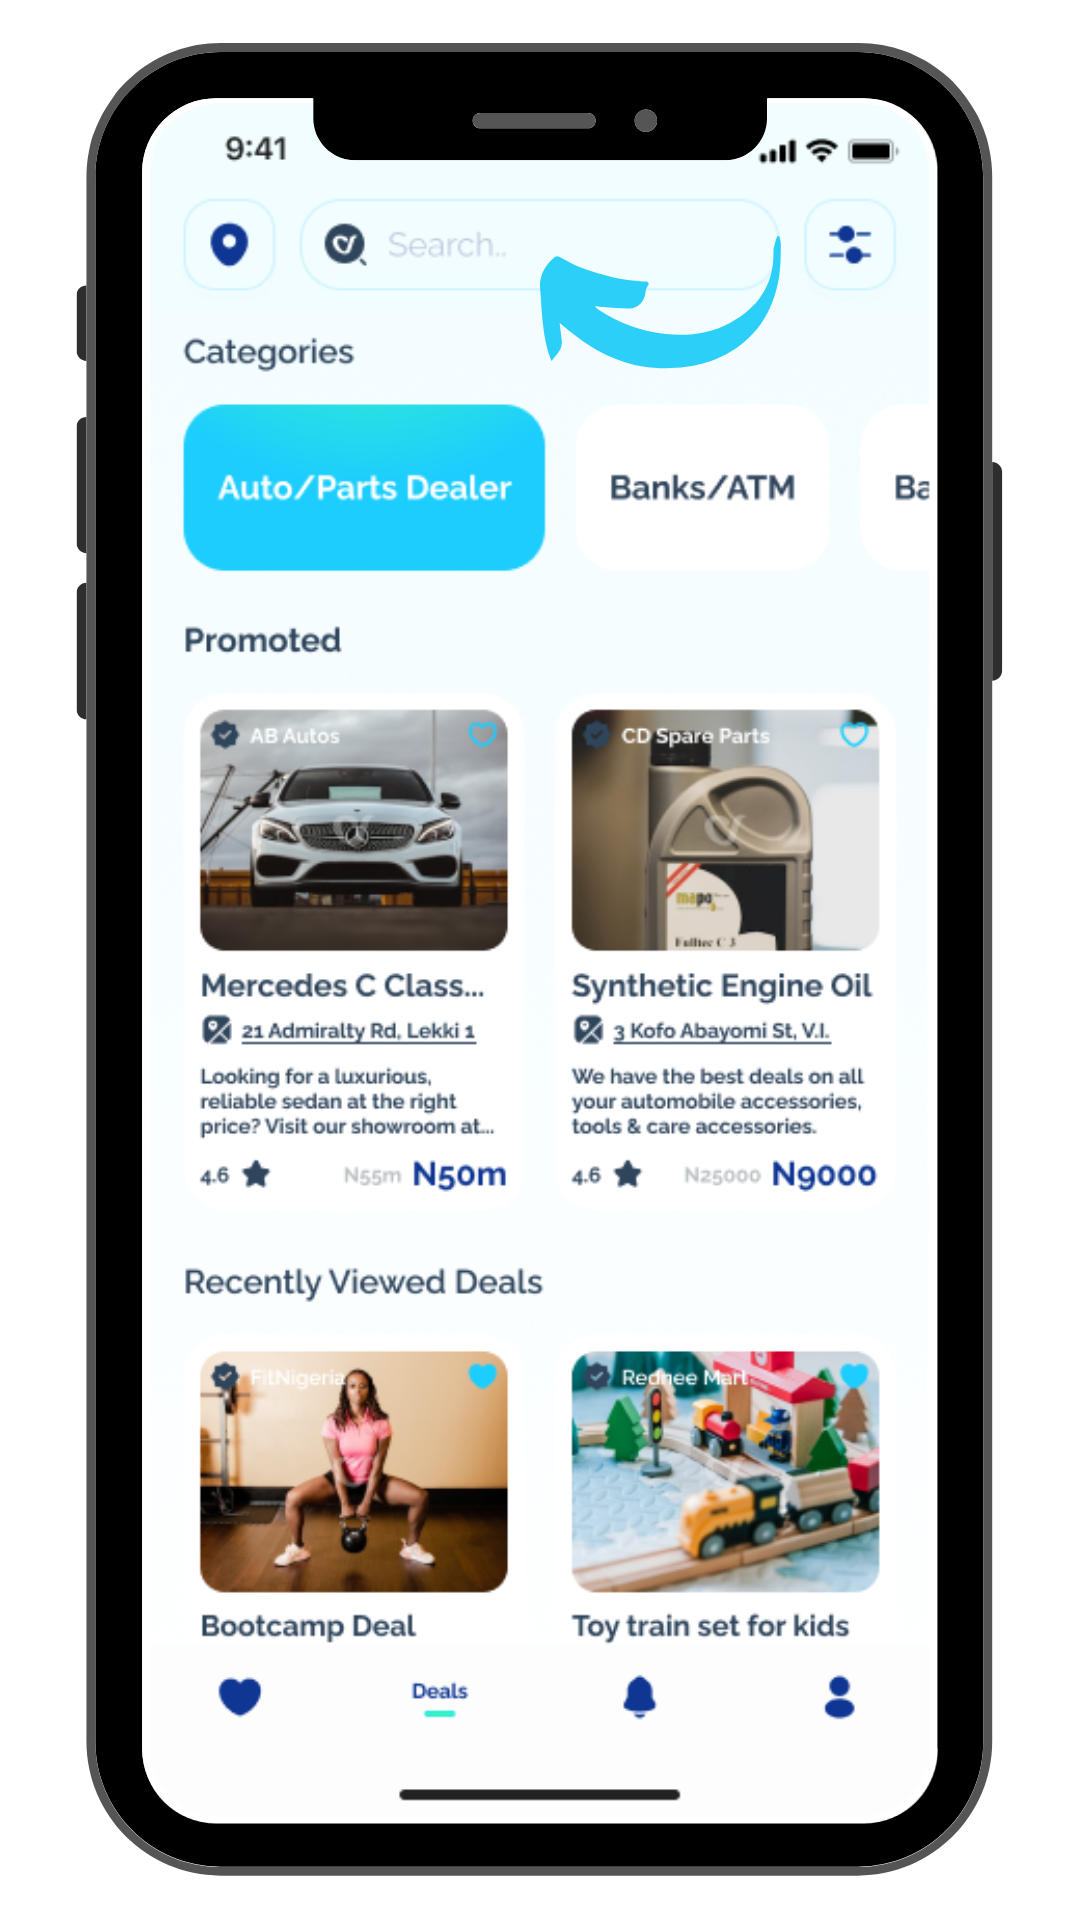 9:41
Search..
Categories
Auto/Parts Dealer
Banks/ATM
Ba
Promoted
AB Autos
CD Spare Parts
mapo
Fulltec C 3
Mercedes C Class...
Synthetic Engine Oil
21 Admiralty Rd, Lekki 1
3 Kofo Abayomi St, V.I.
Looking for a luxurious,
reliable sedan at the right
price? Visit our showroom at...
We have the best deals on all
your automobile accessories,
tools & care accessories.
4.6
N55m N50m
4.6
N25000 N9000
Recently Viewed Deals
FitNigeria
Rednee Mart
Bootcamp Deal
Toy train set for kids
Deals